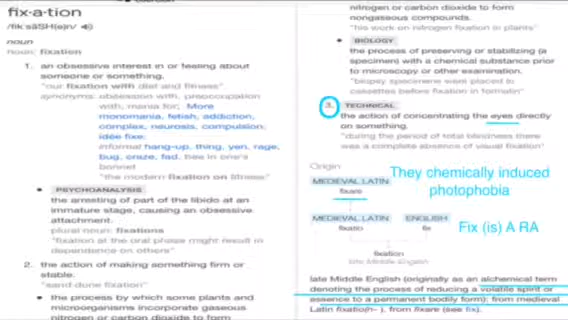 fix·a·tion
/fikˈsāSH(ə)n/
noun
noun: fixation
1. an obsessive interest in or feeling about
someone or something.
"our fixation with diet and fitness"
synonyms: obsession with, preoccupation
with, mania for; More
monomania, fetish, addiction,
complex, neurosis, compulsion;
idée fixe;
informal hang-up, thing, yen, rage,
bug, craze, fad, bee in one's
bonnet
"the modern fixation on fitness"
• PSYCHOANALYSIS
the arresting of part of the libido at an
immature stage, causing an obsessive
attachment.
plural noun: fixations
"fixation at the oral phase might result in
dependence on others"
2. the action of making something firm or
stable.
"sand dune fixation"
• the process by which some plants and
microorganisms incorporate gaseous
nitrogen or carbon dioxide to form
nitrogen or carbon dioxide to form
nongaseous compounds.
"his work on nitrogen fixation in plants"
• BIOLOGY
the process of preserving or stabilizing (a
specimen) with a chemical substance prior
to microscopy or other examination.
"biopsy specimens were placed in
cassettes before fixation in formalin"
3. TECHNICAL
the action of concentrating the eyes directly
on something.
"during the period of total blindness there
was a complete absence of visual fixation"
Origin
They chemically induced
photophobia
MEDIEVAL LATIN
fixare
MEDIEVAL LATIN ENGLISH
fixatio fix
Fix (is) A RA
fixation
late Middle English
late Middle English (originally as an alchemical term
denoting the process of reducing a volatile spirit or
essence to a permanent bodily form): from medieval
Latin fixatio(n- ), from fixare (see fix).